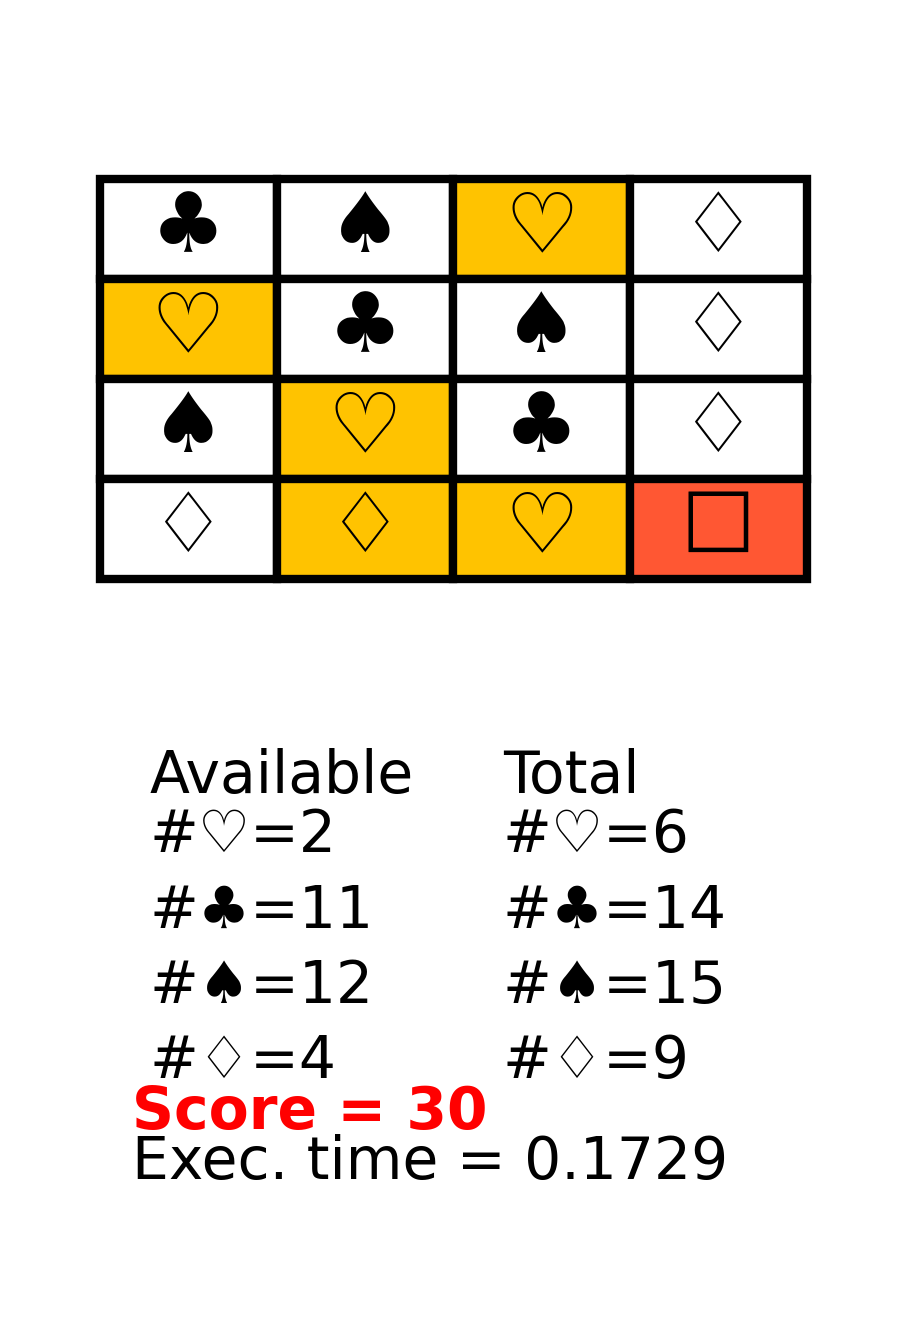 ♣ ♠ ♡ ♢
♡ ♣ ♠ ♢
♠ ♡ ♣ ♢
♢ ♢ ♡ □
Available Total
#♡=2 #♡=6
#♣=11 #♣=14
#♠=12 #♠=15
#♢=4 #♢=9
Score = 30
Exec. time = 0.1729